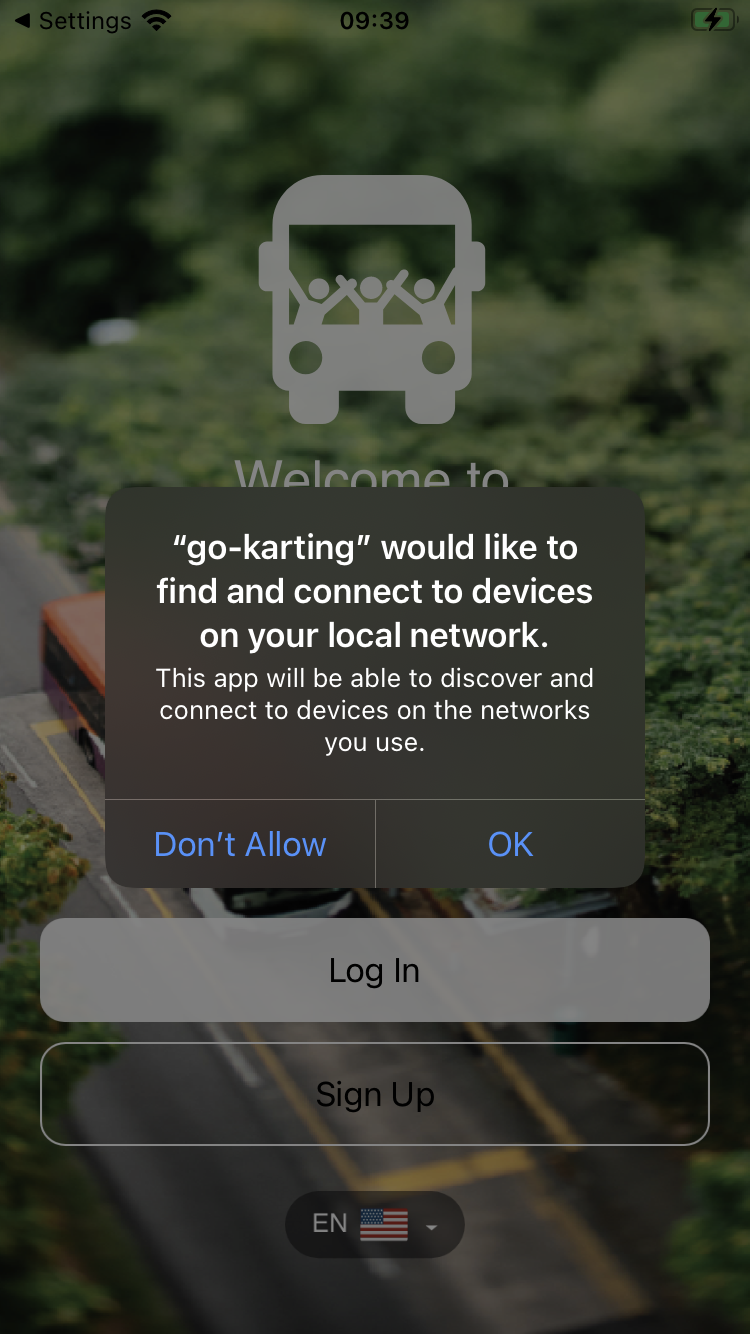 Settings 09:39
Welcome to
“go-karting” would like to
find and connect to devices
on your local network.
This app will be able to discover and
connect to devices on the networks
you use.
Don’t Allow OK
Log In
Sign Up
EN